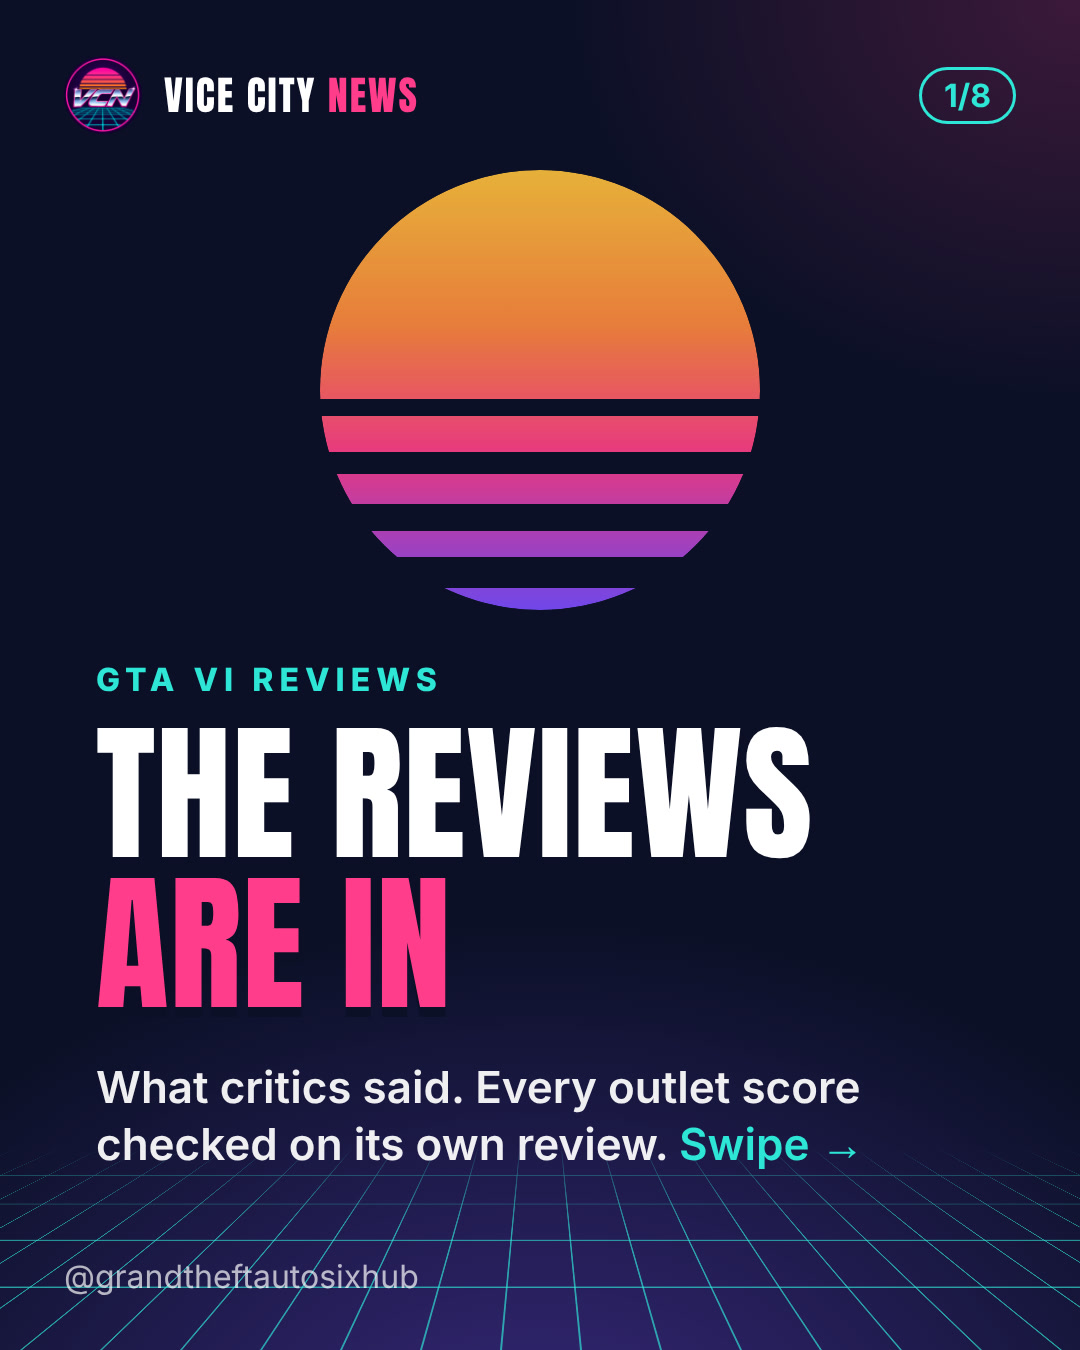 VCN
VICE CITY NEWS
1/8
GTA VI REVIEWS
THE REVIEWS
ARE IN
What critics said. Every outlet score
checked on its own review. Swipe →
@grandtheftautosixhub